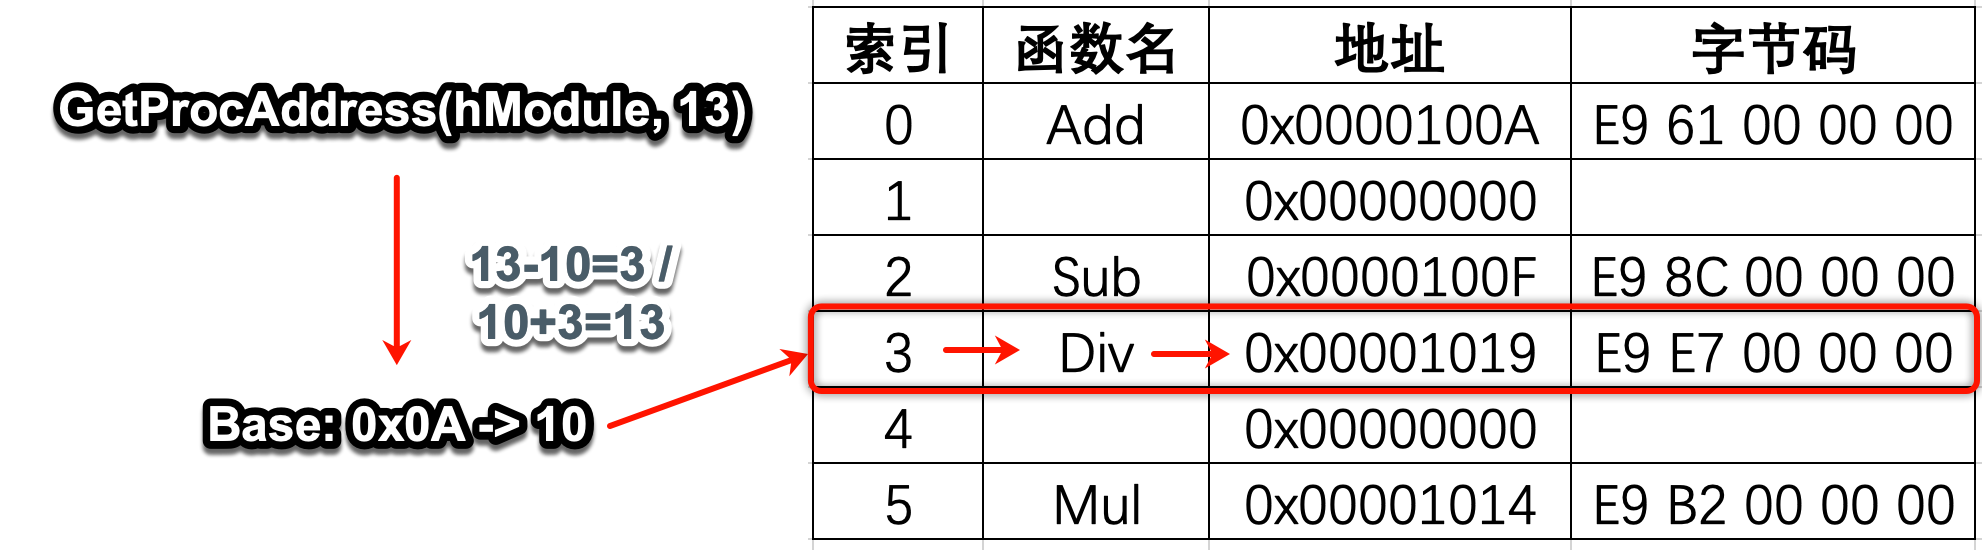 GetProcAddress(hModule, 13)
13-10=3 /
10+3=13
Base: 0x0A -> 10
索引 函数名 地址 字节码
0 Add 0x0000100A E9 61 00 00 00
1 0x00000000
2 Sub 0x0000100F E9 8C 00 00 00
3 Div 0x00001019 E9 E7 00 00 00
4 0x00000000
5 Mul 0x00001014 E9 B2 00 00 00